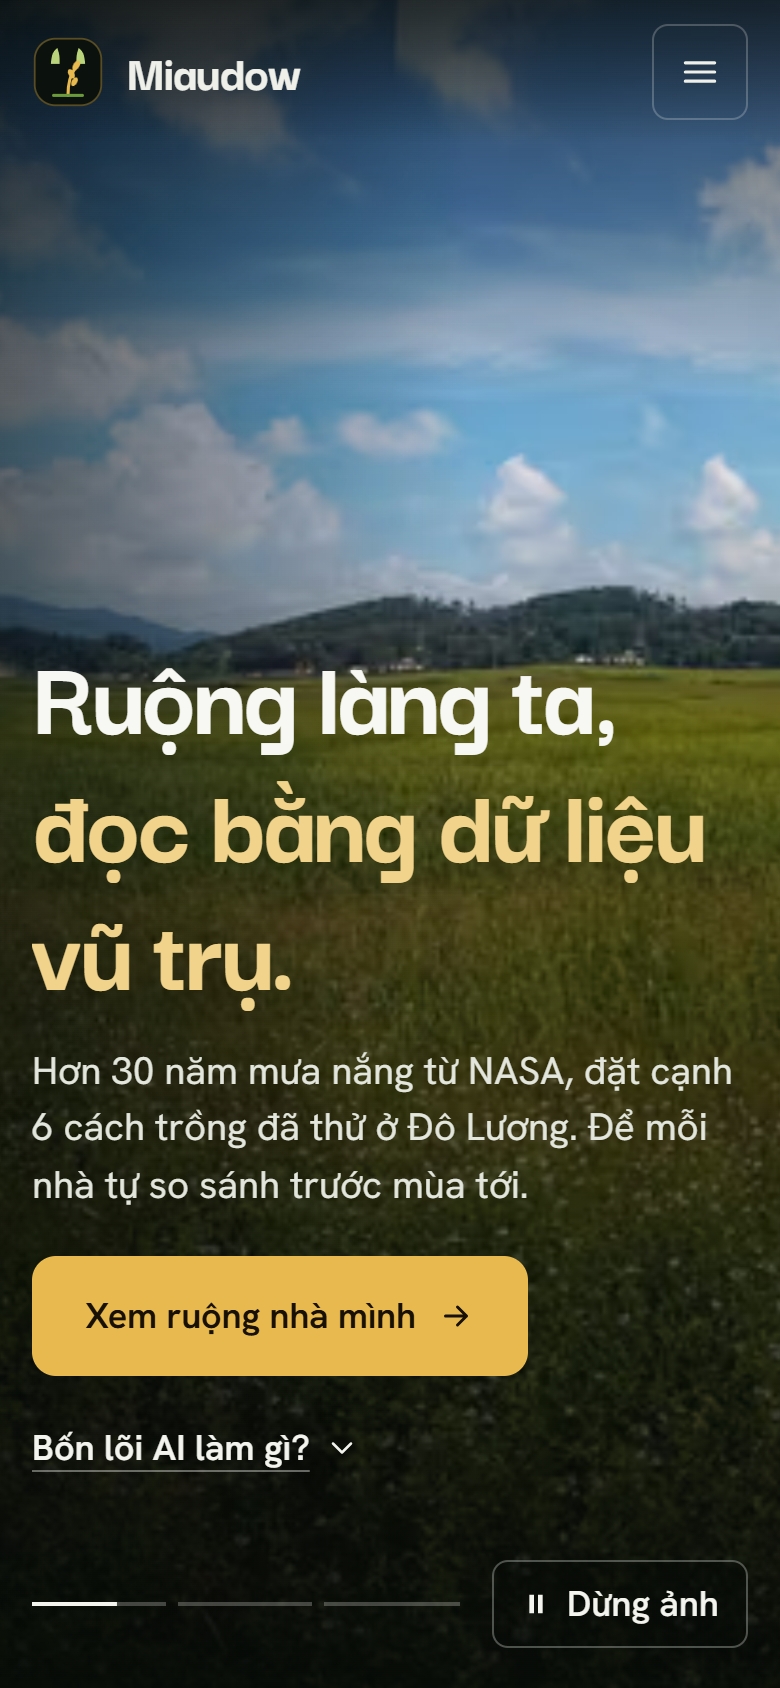 Miaudow
Ruộng làng ta,
đọc bằng dữ liệu
vũ trụ.
Hơn 30 năm mưa nắng từ NASA, đặt cạnh
6 cách trồng đã thử ở Đô Lương. Để mỗi
nhà tự so sánh trước mùa tới.
Xem ruộng nhà mình
Bốn lõi AI làm gì?
Dừng ảnh